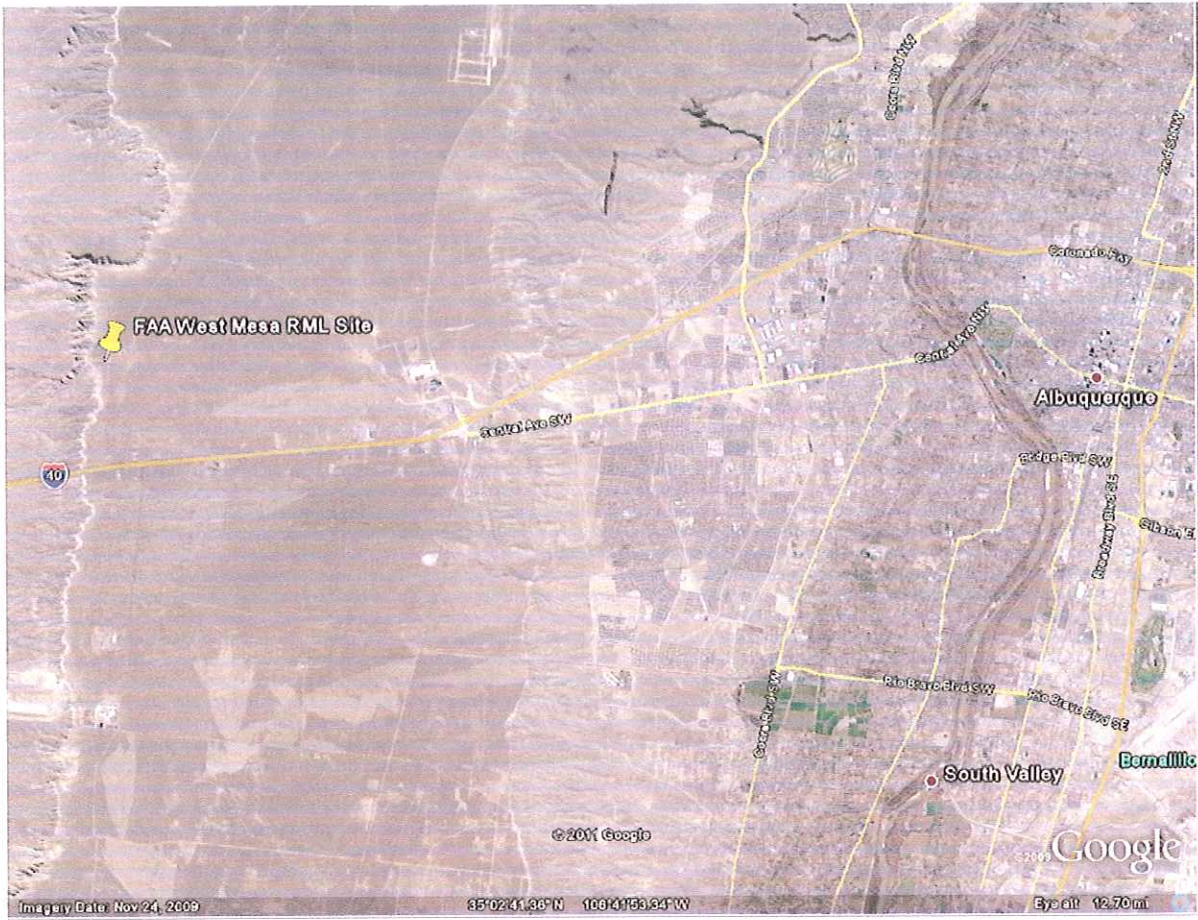 Coors Blvd NW
2nd St NW
Coronado Fwy
FAA West Mesa RML Site
Central Ave NW
Albuquerque
Central Ave SW
40
Bridge Blvd SW
Broadway Blvd SE
Gibson
Rio Bravo Blvd SW
Rio Bravo Blvd SE
Coors Blvd SW
Bernalillo
South Valley
© 2011 Google
©2009 Google
Imagery Date: Nov 24, 2009
35°02'41.36" N 106°41'53.34" W
Eye alt 12.70 mi